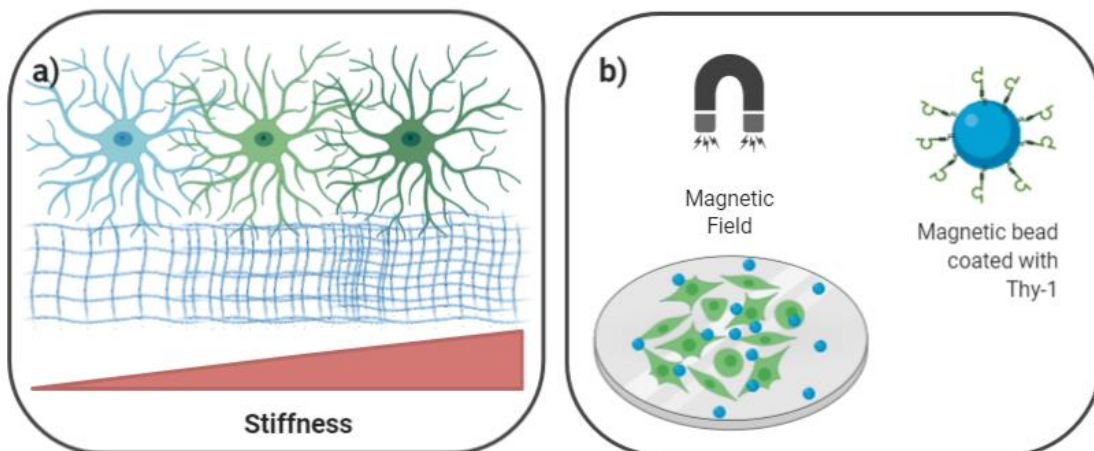 a)
Stiffness
b)
Magnetic
Field
Magnetic bead
coated with
Thy-1